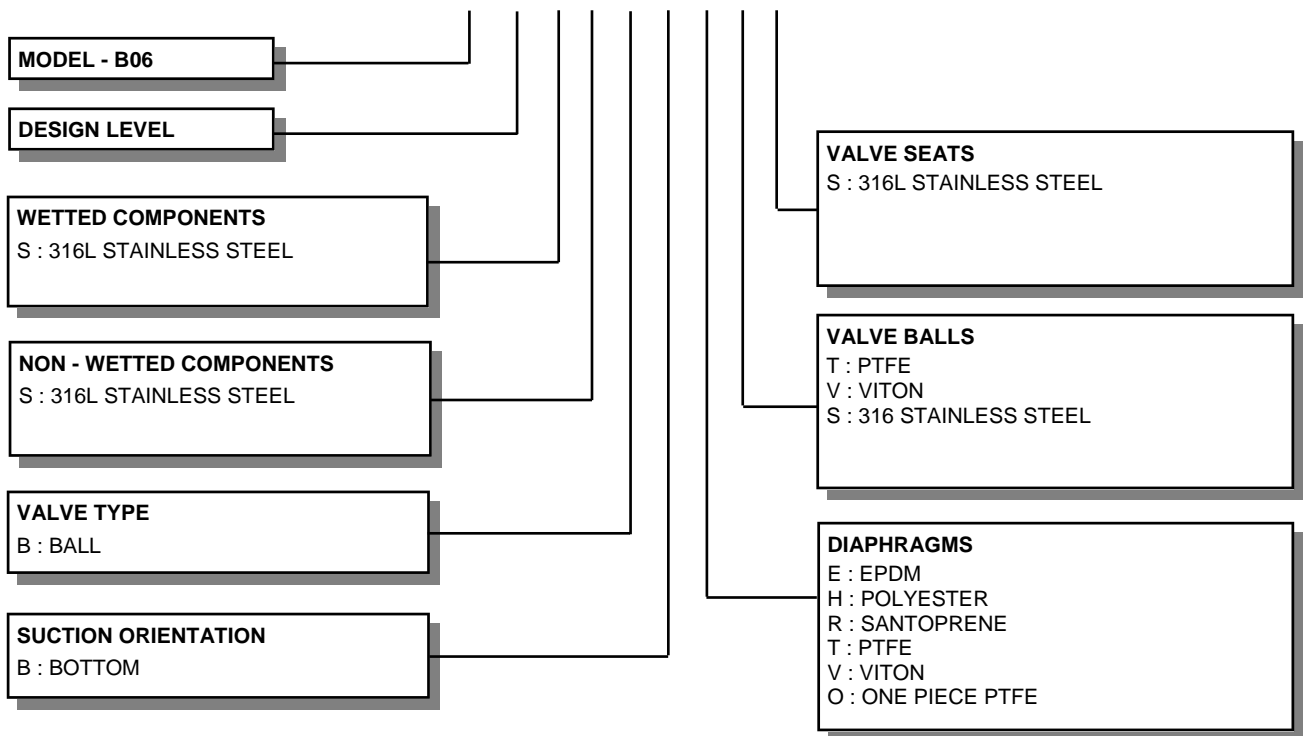 MODEL - B06
DESIGN LEVEL
WETTED COMPONENTS
S : 316L STAINLESS STEEL
NON - WETTED COMPONENTS
S : 316L STAINLESS STEEL
VALVE TYPE
B : BALL
SUCTION ORIENTATION
B : BOTTOM
VALVE SEATS
S : 316L STAINLESS STEEL
VALVE BALLS
T : PTFE
V : VITON
S : 316 STAINLESS STEEL
DIAPHRAGMS
E : EPDM
H : POLYESTER
R : SANTOPRENE
T : PTFE
V : VITON
O : ONE PIECE PTFE